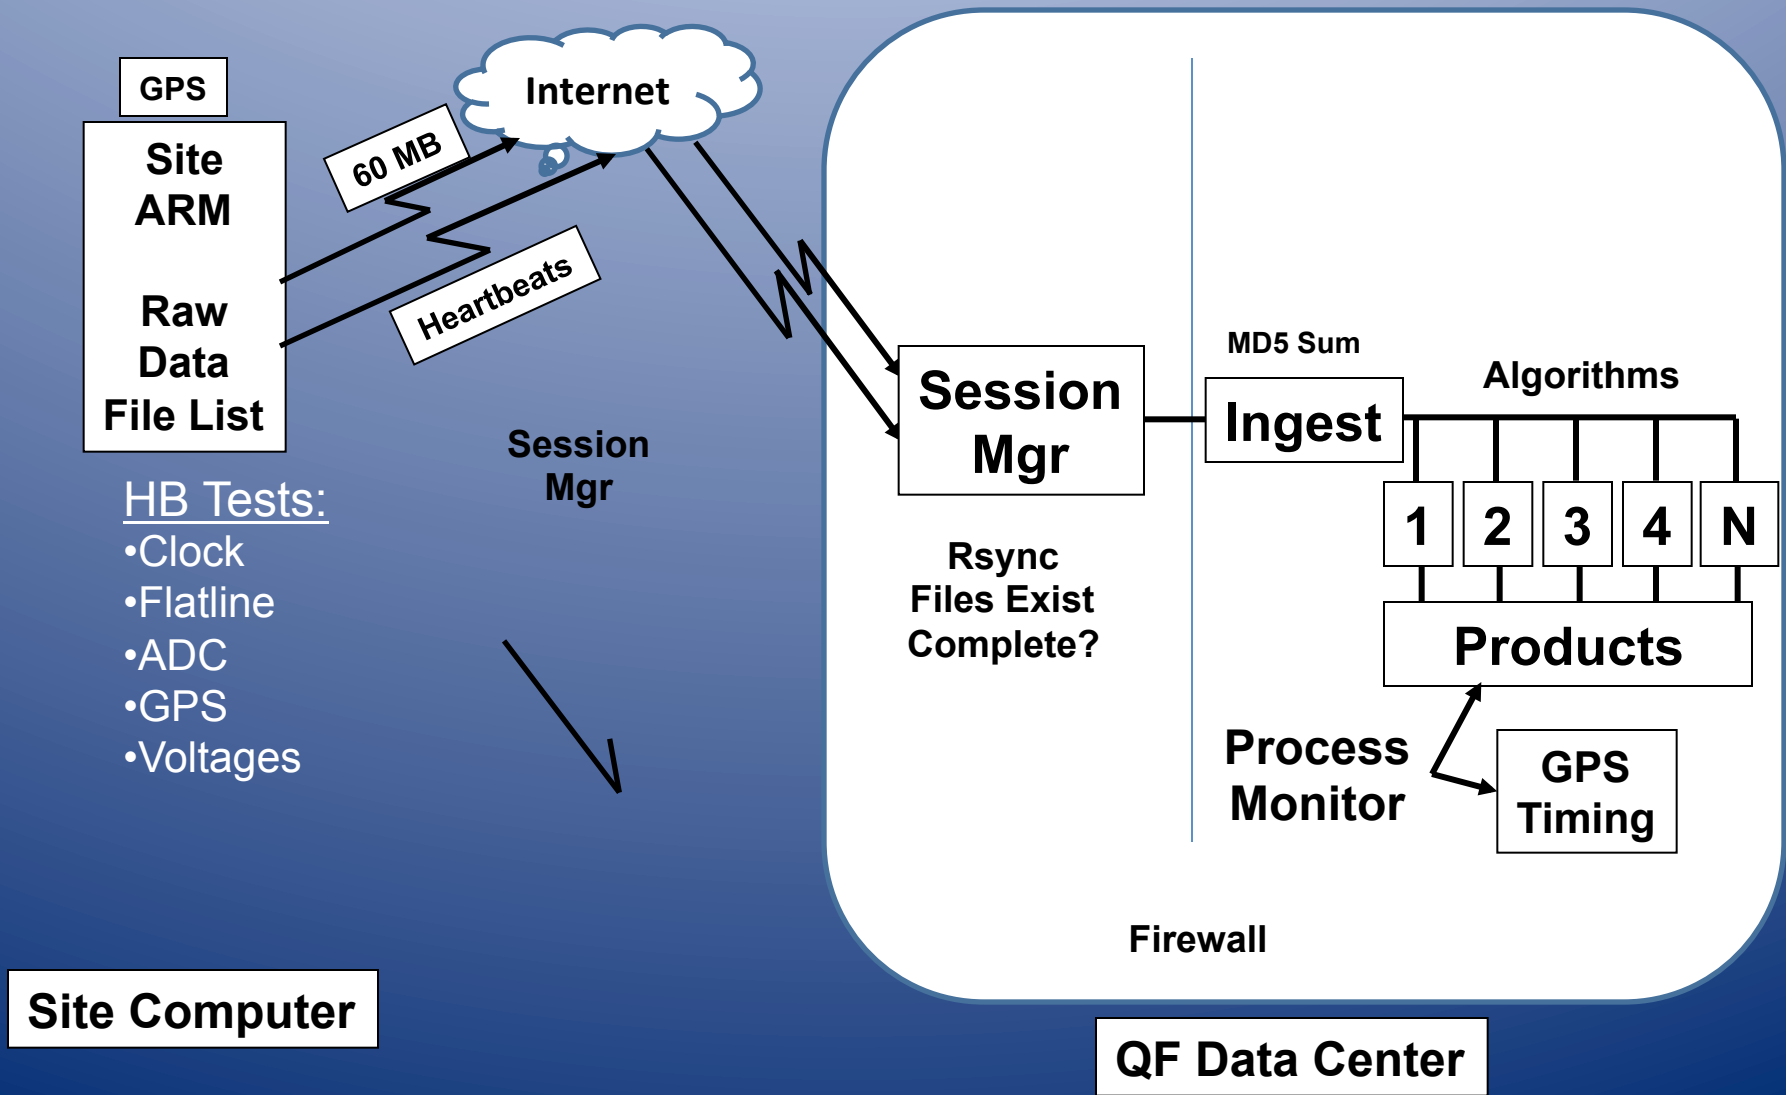 GPS
Site
ARM
Raw
Data
File List
60 MB
Heartbeats
Internet
HB Tests:
•Clock
•Flatline
•ADC
•GPS
•Voltages
Session
Mgr
Site Computer
Session
Mgr
Rsync
Files Exist
Complete?
MD5 Sum
Ingest
Algorithms
1 2 3 4 N
Products
Process
Monitor
GPS
Timing
Firewall
QF Data Center